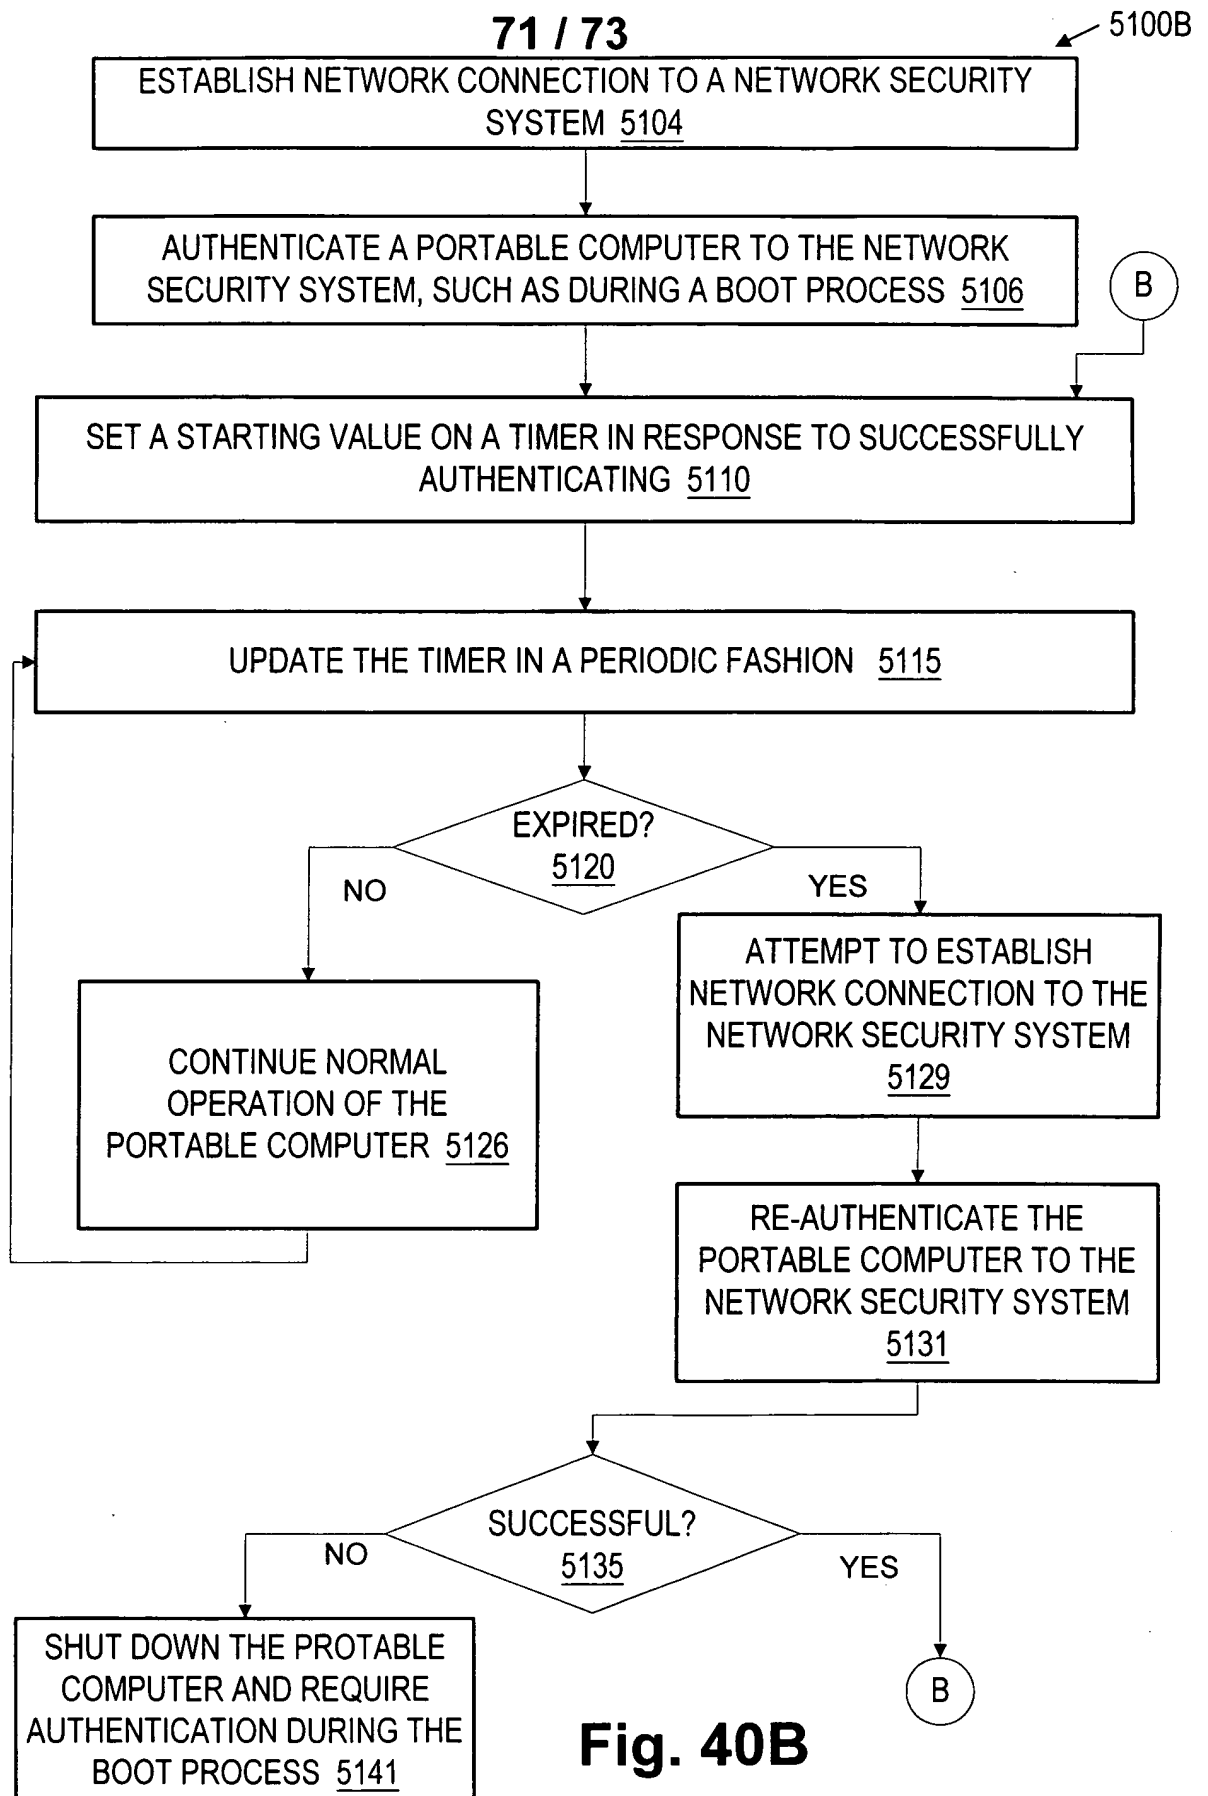 71 / 73
5100B
ESTABLISH NETWORK CONNECTION TO A NETWORK SECURITY
SYSTEM 5104
AUTHENTICATE A PORTABLE COMPUTER TO THE NETWORK
SECURITY SYSTEM, SUCH AS DURING A BOOT PROCESS 5106
B
SET A STARTING VALUE ON A TIMER IN RESPONSE TO SUCCESSFULLY
AUTHENTICATING 5110
UPDATE THE TIMER IN A PERIODIC FASHION 5115
EXPIRED?
5120
NO
YES
CONTINUE NORMAL
OPERATION OF THE
PORTABLE COMPUTER 5126
ATTEMPT TO ESTABLISH
NETWORK CONNECTION TO THE
NETWORK SECURITY SYSTEM
5129
RE-AUTHENTICATE THE
PORTABLE COMPUTER TO THE
NETWORK SECURITY SYSTEM
5131
SUCCESSFUL?
5135
NO
YES
SHUT DOWN THE PROTABLE
COMPUTER AND REQUIRE
AUTHENTICATION DURING THE
BOOT PROCESS 5141
B
Fig. 40B